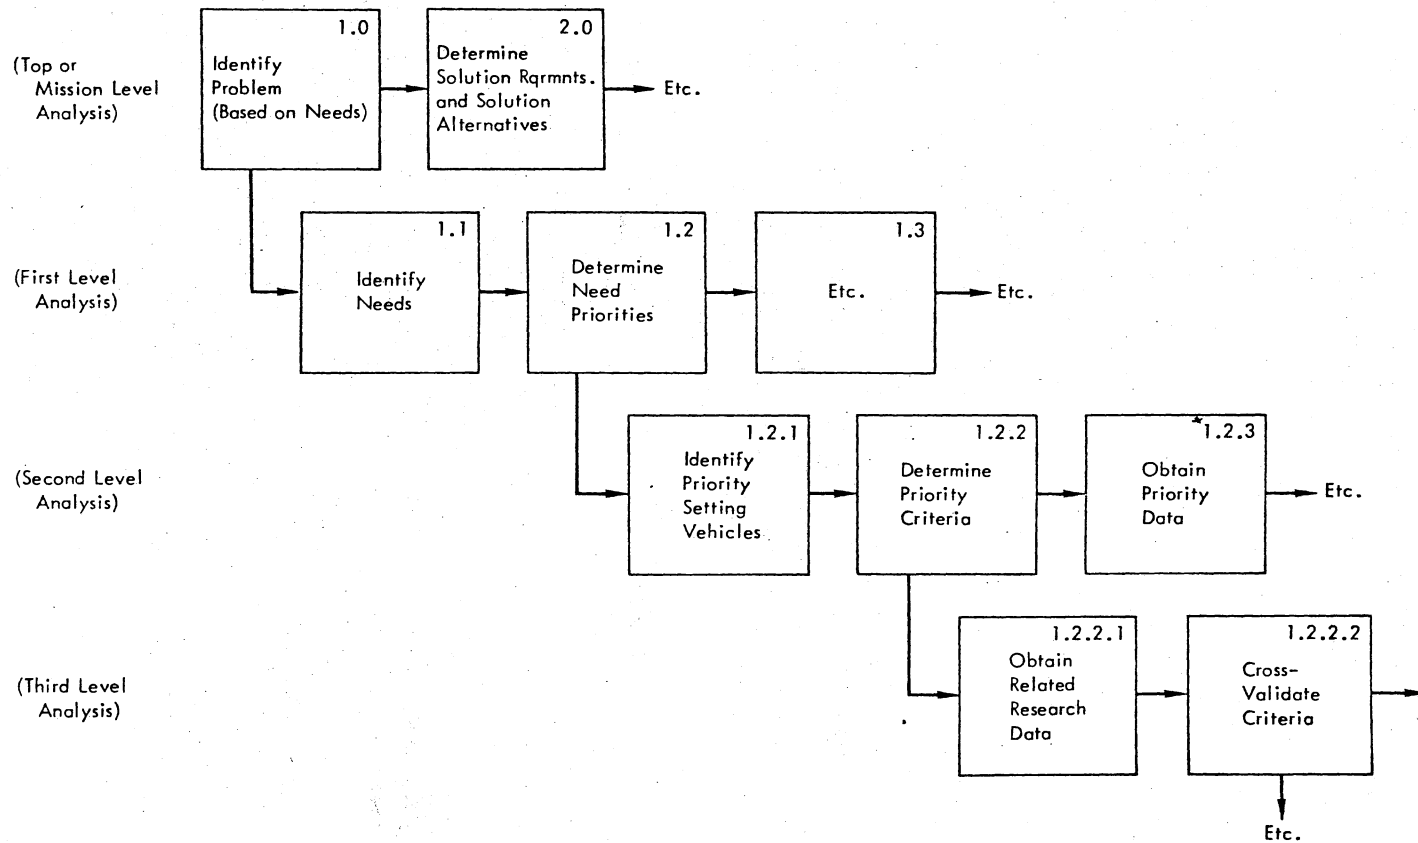 (Top or
Mission Level
Analysis)
1.0
Identify
Problem
(Based on Needs)
2.0
Determine
Solution Rqrmnts.
and Solution
Alternatives
Etc.
(First Level
Analysis)
1.1
Identify
Needs
1.2
Determine
Need
Priorities
1.3
Etc.
Etc.
(Second Level
Analysis)
1.2.1
Identify
Priority
Setting
Vehicles
1.2.2
Determine
Priority
Criteria
1.2.3
Obtain
Priority
Data
Etc.
(Third Level
Analysis)
1.2.2.1
Obtain
Related
Research
Data
1.2.2.2
Cross-
Validate
Criteria
Etc.